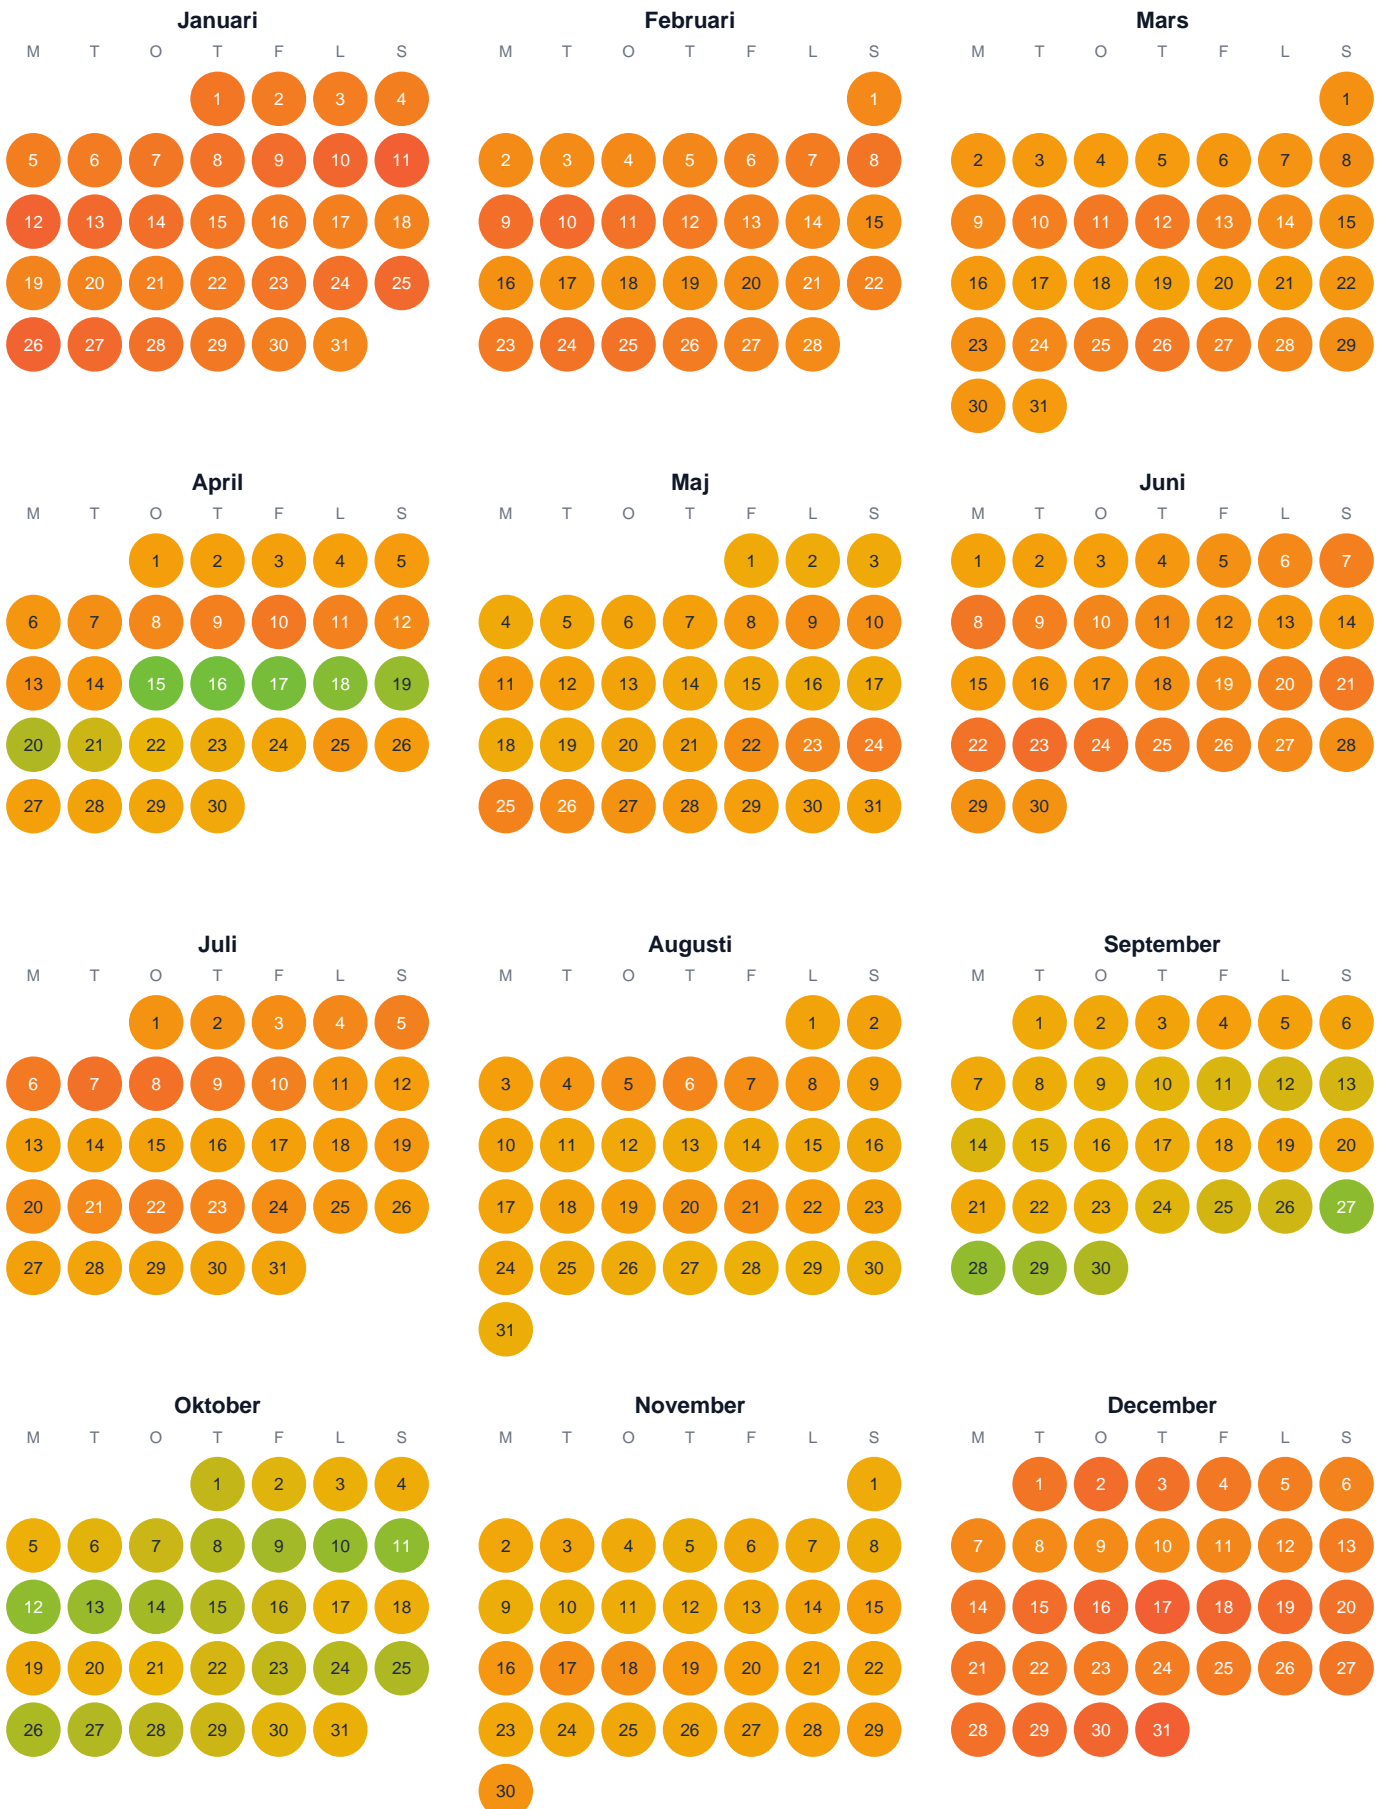 Januari Februari Mars
M T O T F L S M T O T F L S M T O T F L S
1 2 3 4 1 1
5 6 7 8 9 10 11 2 3 4 5 6 7 8 2 3 4 5 6 7 8
12 13 14 15 16 17 18 9 10 11 12 13 14 15 9 10 11 12 13 14 15
19 20 21 22 23 24 25 16 17 18 19 20 21 22 16 17 18 19 20 21 22
26 27 28 29 30 31 23 24 25 26 27 28 23 24 25 26 27 28 29
30 31
April Maj Juni
M T O T F L S M T O T F L S M T O T F L S
1 2 3 4 5 1 2 3 1 2 3 4 5 6 7
6 7 8 9 10 11 12 4 5 6 7 8 9 10 8 9 10 11 12 13 14
13 14 15 16 17 18 19 11 12 13 14 15 16 17 15 16 17 18 19 20 21
20 21 22 23 24 25 26 18 19 20 21 22 23 24 22 23 24 25 26 27 28
27 28 29 30 25 26 27 28 29 30 31 29 30
Juli Augusti September
M T O T F L S M T O T F L S M T O T F L S
1 2 3 4 5 1 2 1 2 3 4 5 6
6 7 8 9 10 11 12 3 4 5 6 7 8 9 7 8 9 10 11 12 13
13 14 15 16 17 18 19 10 11 12 13 14 15 16 14 15 16 17 18 19 20
20 21 22 23 24 25 26 17 18 19 20 21 22 23 21 22 23 24 25 26 27
27 28 29 30 31 24 25 26 27 28 29 30 28 29 30
31
Oktober November December
M T O T F L S M T O T F L S M T O T F L S
1 2 3 4 1 1 2 3 4 5 6
5 6 7 8 9 10 11 2 3 4 5 6 7 8 7 8 9 10 11 12 13
12 13 14 15 16 17 18 9 10 11 12 13 14 15 14 15 16 17 18 19 20
19 20 21 22 23 24 25 16 17 18 19 20 21 22 21 22 23 24 25 26 27
26 27 28 29 30 31 23 24 25 26 27 28 29 28 29 30 31
30